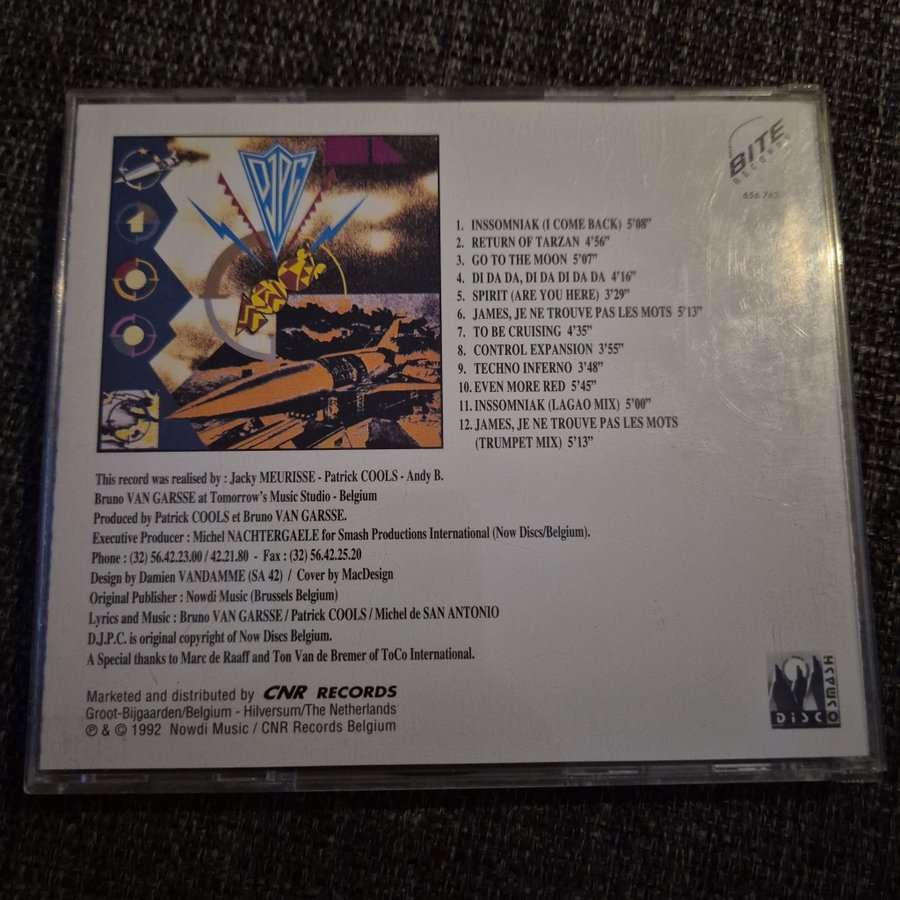 DJPC
1
BITE
RECORDS
656 763
1. INSSOMNIAK (I COME BACK) 5'08"
2. RETURN OF TARZAN 4'56"
3. GO TO THE MOON 5'07"
4. DI DA DA, DI DA DI DA DA 4'16"
5. SPIRIT (ARE YOU HERE) 3'29"
6. JAMES, JE NE TROUVE PAS LES MOTS 5'13"
7. TO BE CRUISING 4'35"
8. CONTROL EXPANSION 3'55"
9. TECHNO INFERNO 3'48"
10. EVEN MORE RED 5'45"
11. INSSOMNIAK (LAGAO MIX) 5'00"
12. JAMES, JE NE TROUVE PAS LES MOTS
(TRUMPET MIX) 5'13"
This record was realised by : Jacky MEURISSE - Patrick COOLS - Andy B.
Bruno VAN GARSSE at Tomorrow's Music Studio - Belgium
Produced by Patrick COOLS et Bruno VAN GARSSE.
Executive Producer : Michel NACHTERGAELE for Smash Productions International (Now Discs/Belgium).
Phone : (32) 56.42.23.00 / 42.21.80 - Fax : (32) 56.42.25.20
Design by Damien VANDAMME (SA 42) / Cover by MacDesign
Original Publisher : Nowdi Music (Brussels Belgium)
Lyrics and Music : Bruno VAN GARSSE / Patrick COOLS / Michel de SAN ANTONIO
D.J.P.C. is original copyright of Now Discs Belgium.
A Special thanks to Marc de Raaff and Ton Van de Bremer of ToCo International.
Marketed and distributed by CNR RECORDS
Groot-Bijgaarden/Belgium - Hilversum/The Netherlands
℗ & © 1992 Nowdi Music / CNR Records Belgium
DISCO SMASH